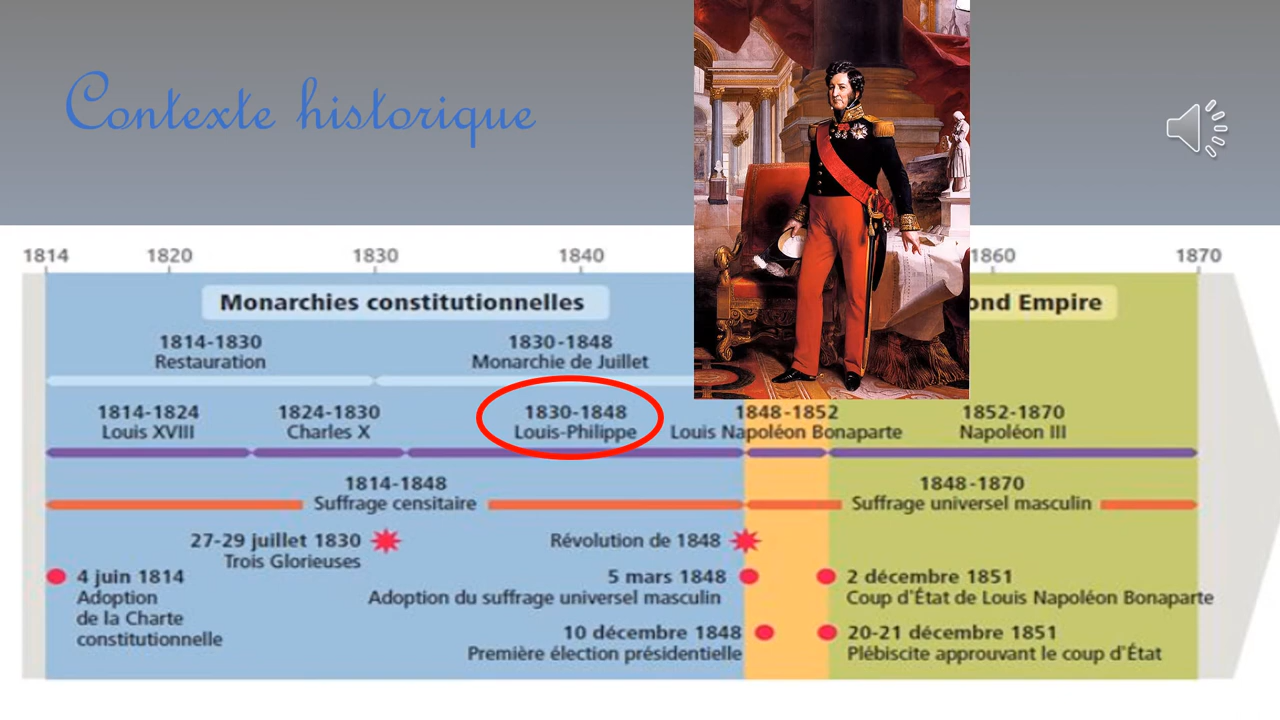 Contexte historique
1814 1820 1830 1840 1860 1870
Monarchies constitutionnelles
ond Empire
1814-1830
Restauration
1830-1848
Monarchie de Juillet
1814-1824
Louis XVIII
1824-1830
Charles X
1830-1848
Louis-Philippe
1848-1852
Louis Napoléon Bonaparte
1852-1870
Napoléon III
1814-1848
Suffrage censitaire
1848-1870
Suffrage universel masculin
27-29 juillet 1830
Trois Glorieuses
Révolution de 1848
4 juin 1814
Adoption
de la Charte
constitutionnelle
5 mars 1848
Adoption du suffrage universel masculin
2 décembre 1851
Coup d'État de Louis Napoléon Bonaparte
10 décembre 1848
Première élection présidentielle
20-21 décembre 1851
Plébiscite approuvant le coup d'État